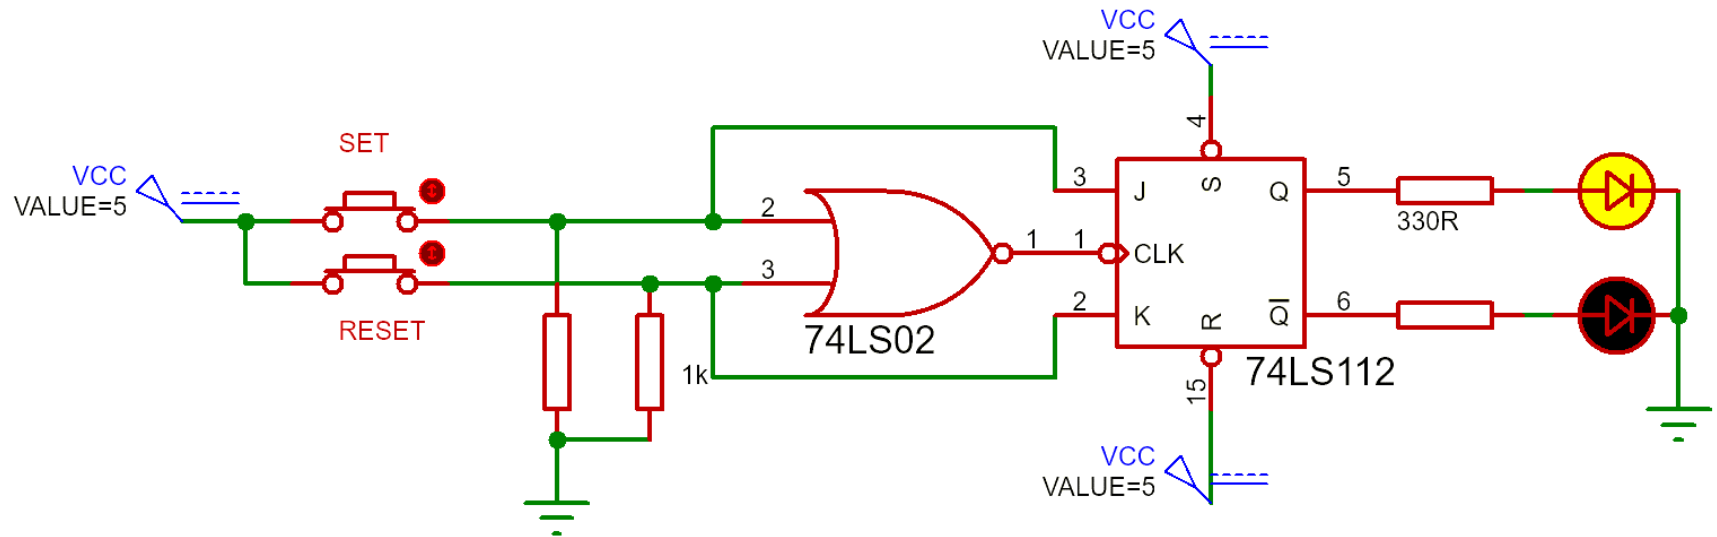 VCC
VALUE=5
SET
VCC
VALUE=5
4
2
3
J
S
Q
5
330R
1
1
CLK
3
2
K
R
Q
6
RESET
74LS02
74LS112
1k
15
VCC
VALUE=5